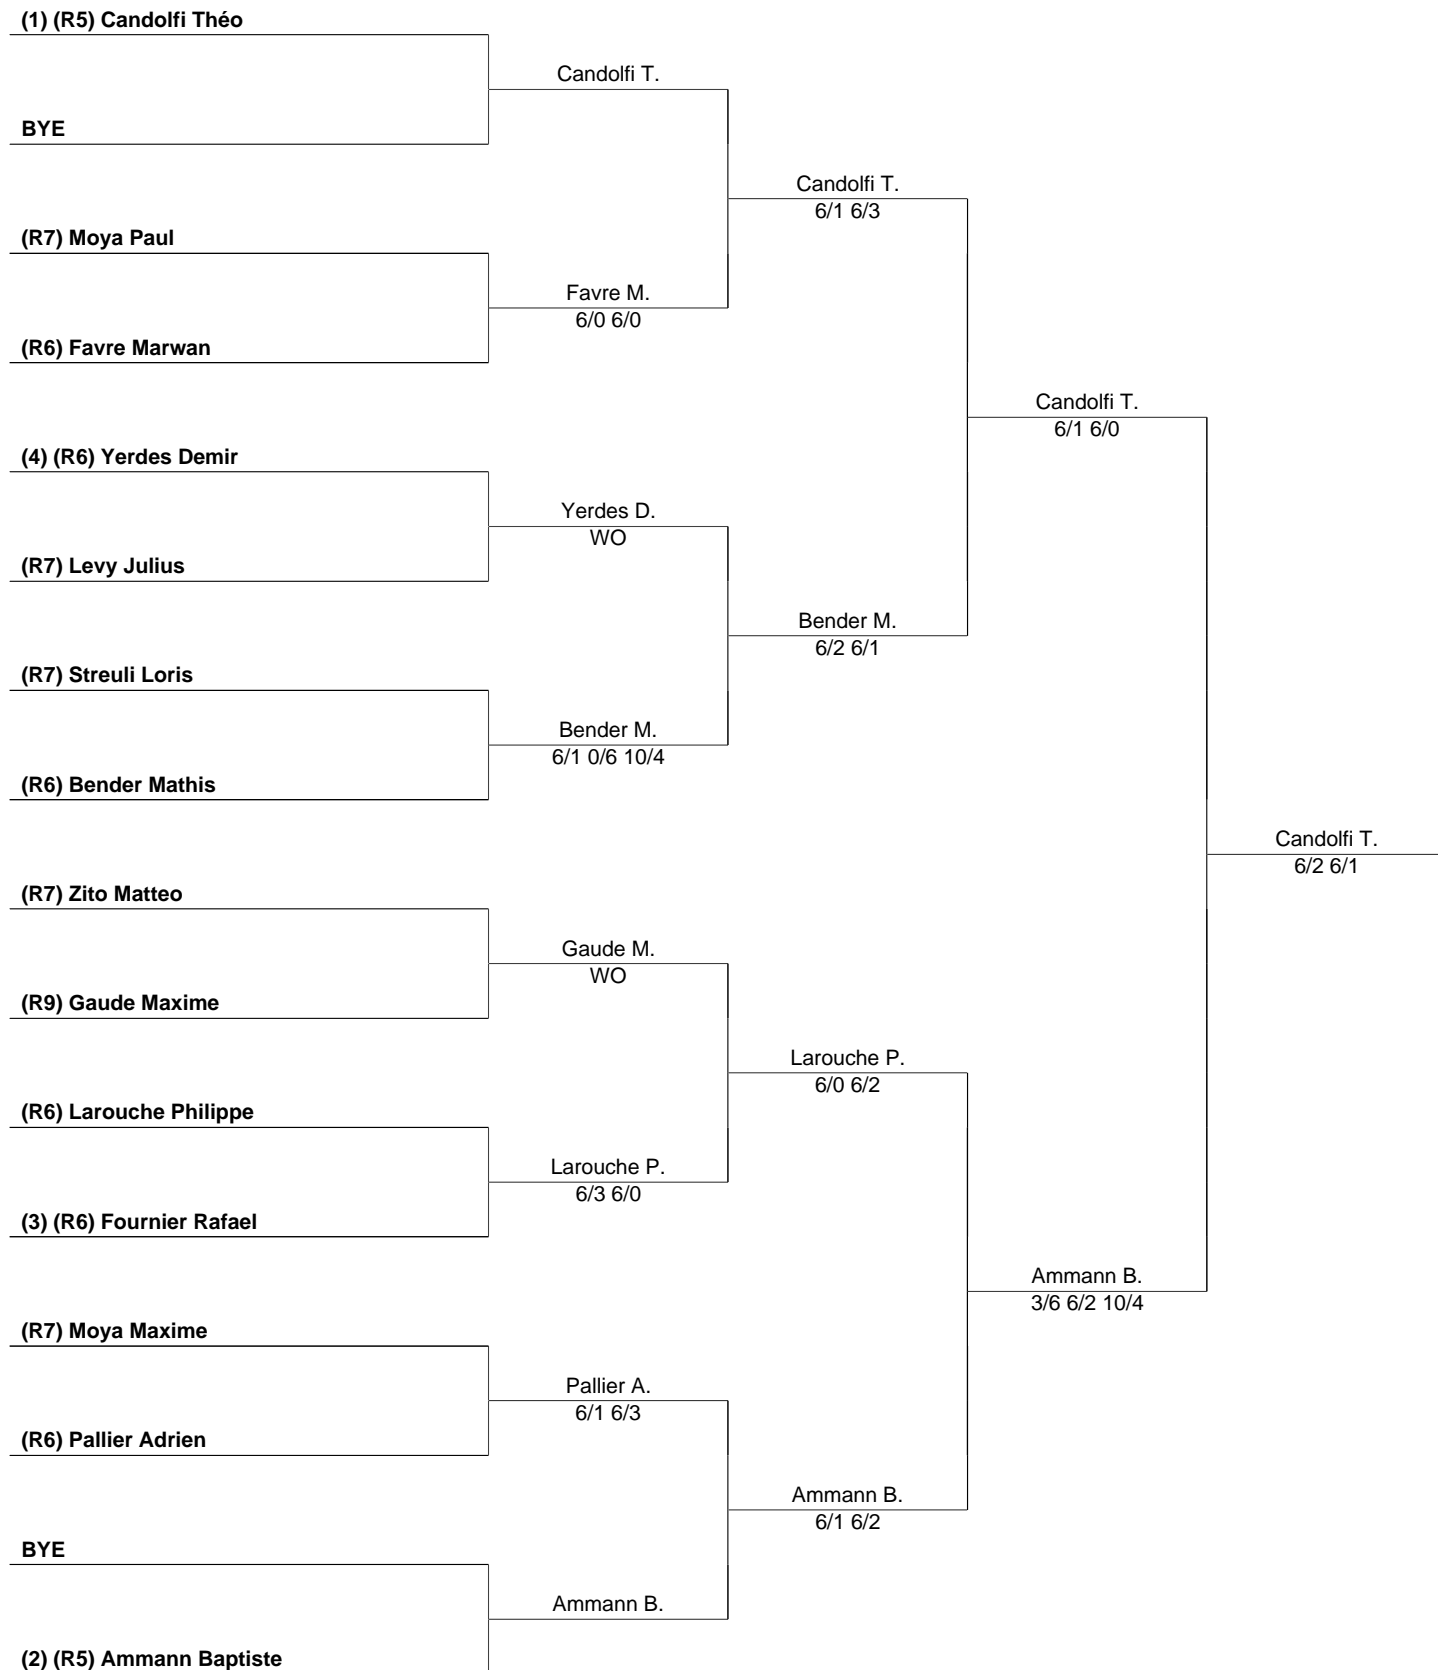 (1) (R5) Candolfi Théo
Candolfi T.
BYE
Candolfi T.
6/1 6/3
(R7) Moya Paul
Favre M.
6/0 6/0
(R6) Favre Marwan
Candolfi T.
6/1 6/0
(4) (R6) Yerdes Demir
Yerdes D.
WO
(R7) Levy Julius
Bender M.
6/2 6/1
(R7) Streuli Loris
Bender M.
6/1 0/6 10/4
(R6) Bender Mathis
Candolfi T.
6/2 6/1
(R7) Zito Matteo
Gaude M.
WO
(R9) Gaude Maxime
Larouche P.
6/0 6/2
(R6) Larouche Philippe
Larouche P.
6/3 6/0
(3) (R6) Fournier Rafael
Ammann B.
3/6 6/2 10/4
(R7) Moya Maxime
Pallier A.
6/1 6/3
(R6) Pallier Adrien
Ammann B.
6/1 6/2
BYE
Ammann B.
(2) (R5) Ammann Baptiste